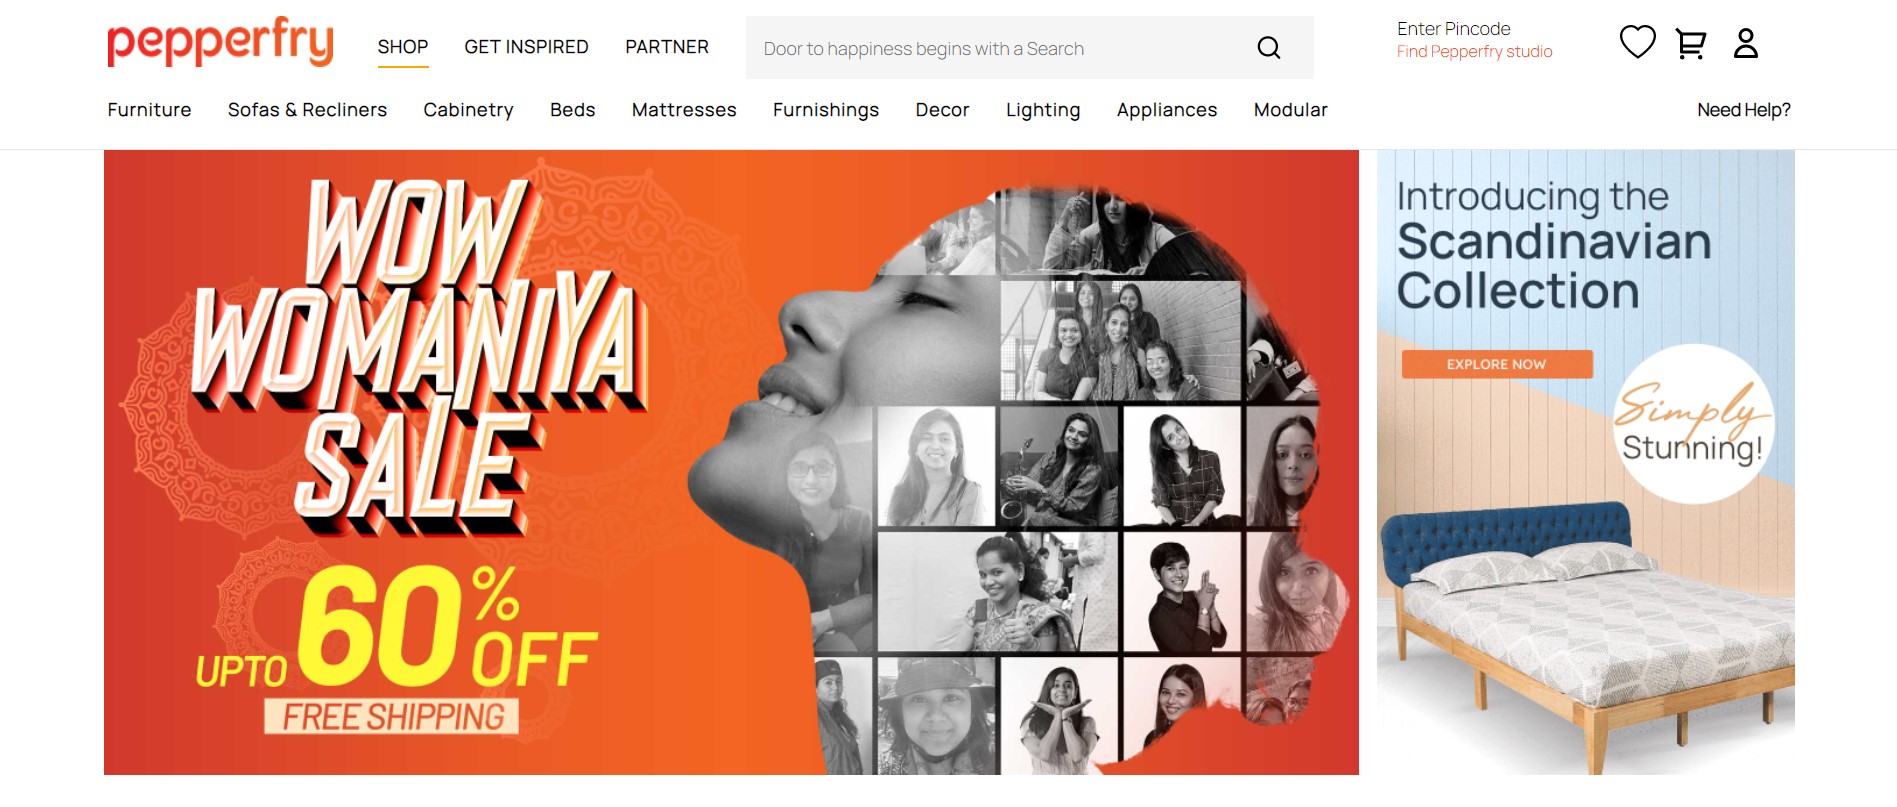 pepperfry
SHOP GET INSPIRED PARTNER
Door to happiness begins with a Search
Enter Pincode
Find Pepperfry studio
Furniture Sofas & Recliners Cabinetry Beds Mattresses Furnishings Decor Lighting Appliances Modular Need Help?
WOW
WOMANIYA
SALE
UPTO 60% OFF
FREE SHIPPING
Introducing the
Scandinavian
Collection
EXPLORE NOW
Simply
Stunning!